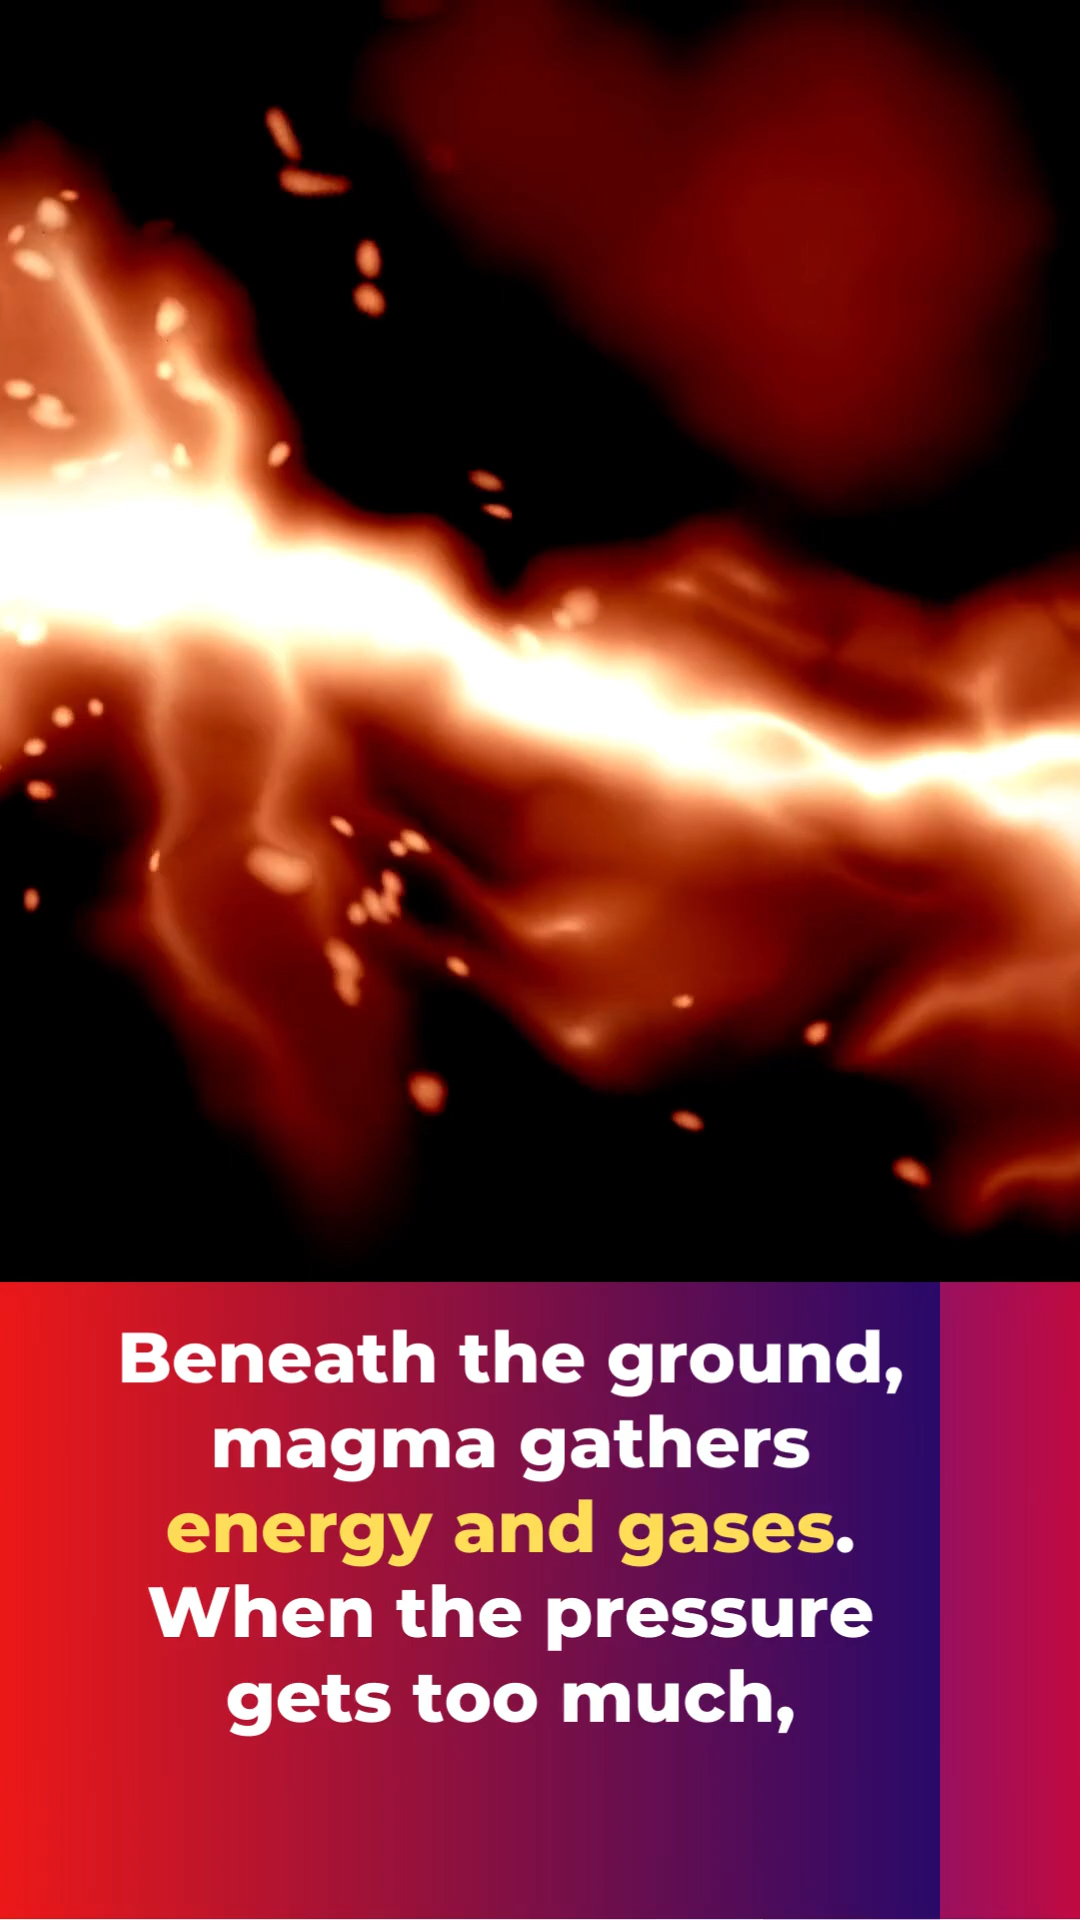 Beneath the ground,
magma gathers
energy and gases.
When the pressure
gets too much,